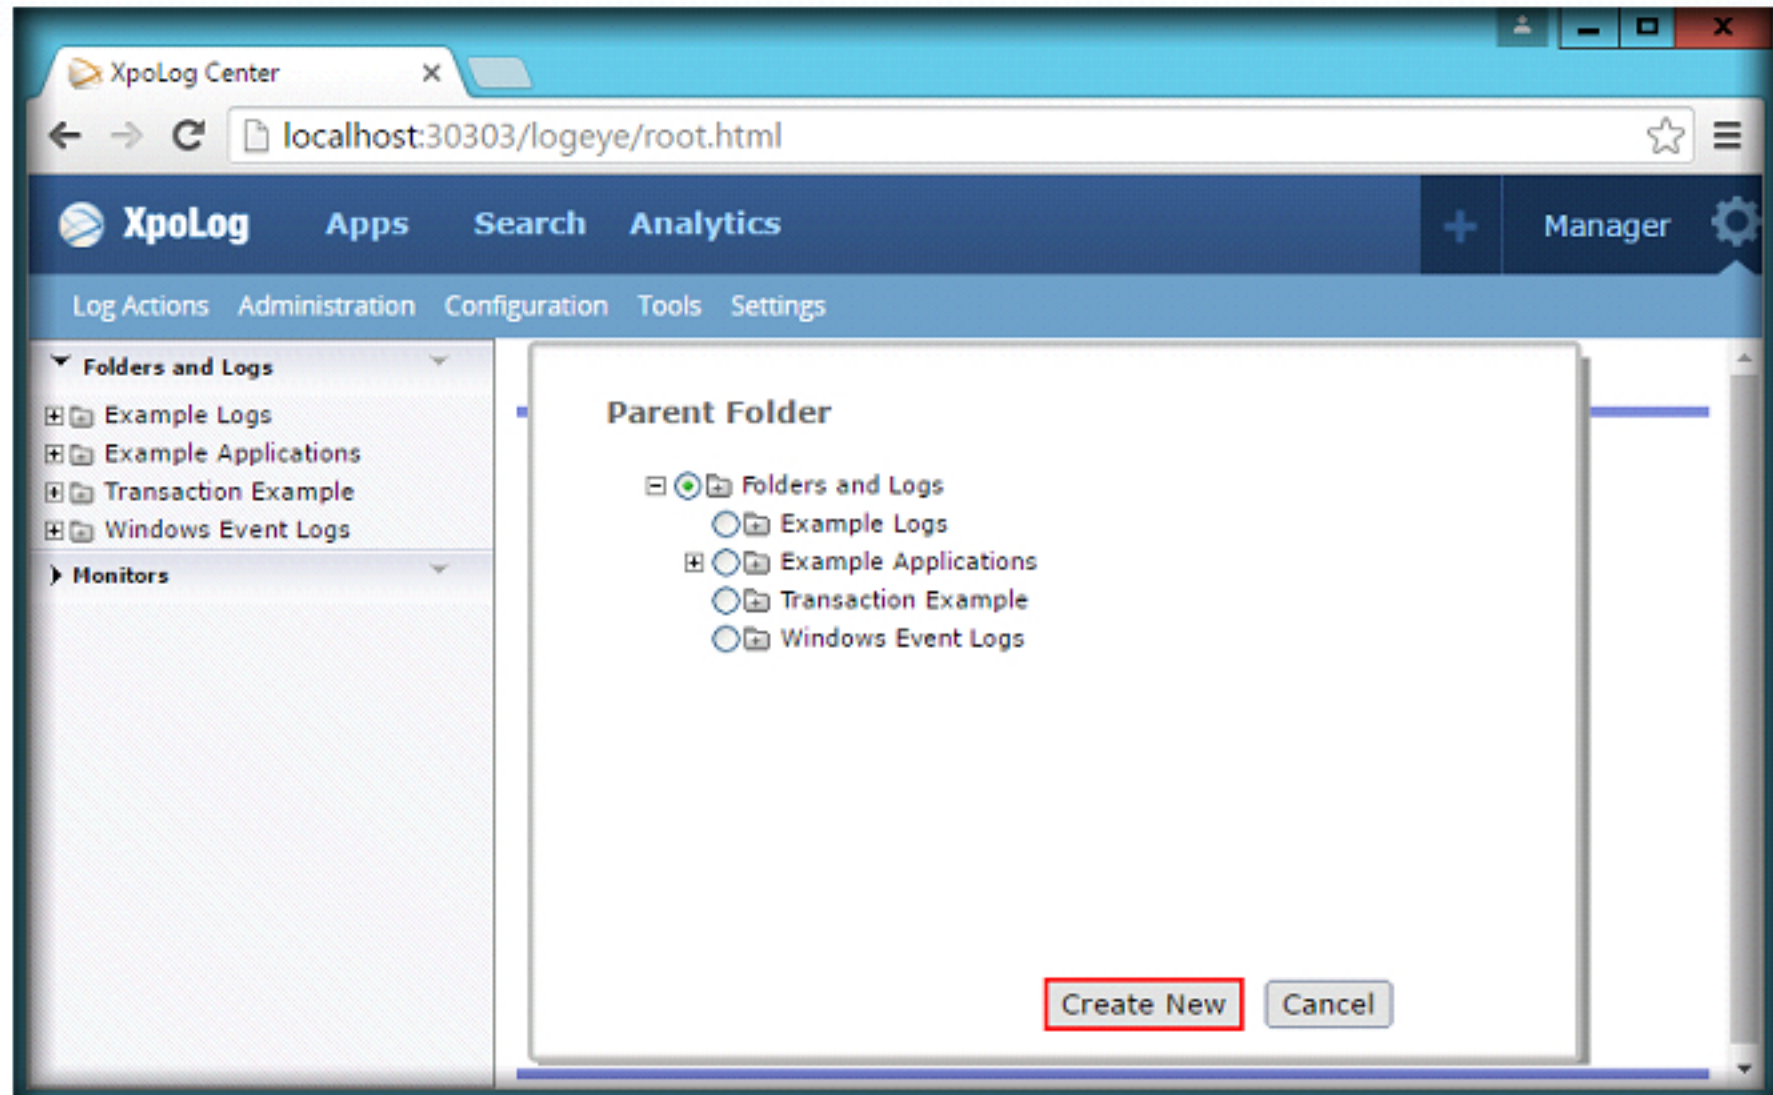 XpoLog Center
localhost:30303/logeye/root.html
XpoLog Apps Search Analytics + Manager
Log Actions Administration Configuration Tools Settings
Folders and Logs
Example Logs
Example Applications
Transaction Example
Windows Event Logs
Monitors
Parent Folder
Folders and Logs
Example Logs
Example Applications
Transaction Example
Windows Event Logs
Create New Cancel